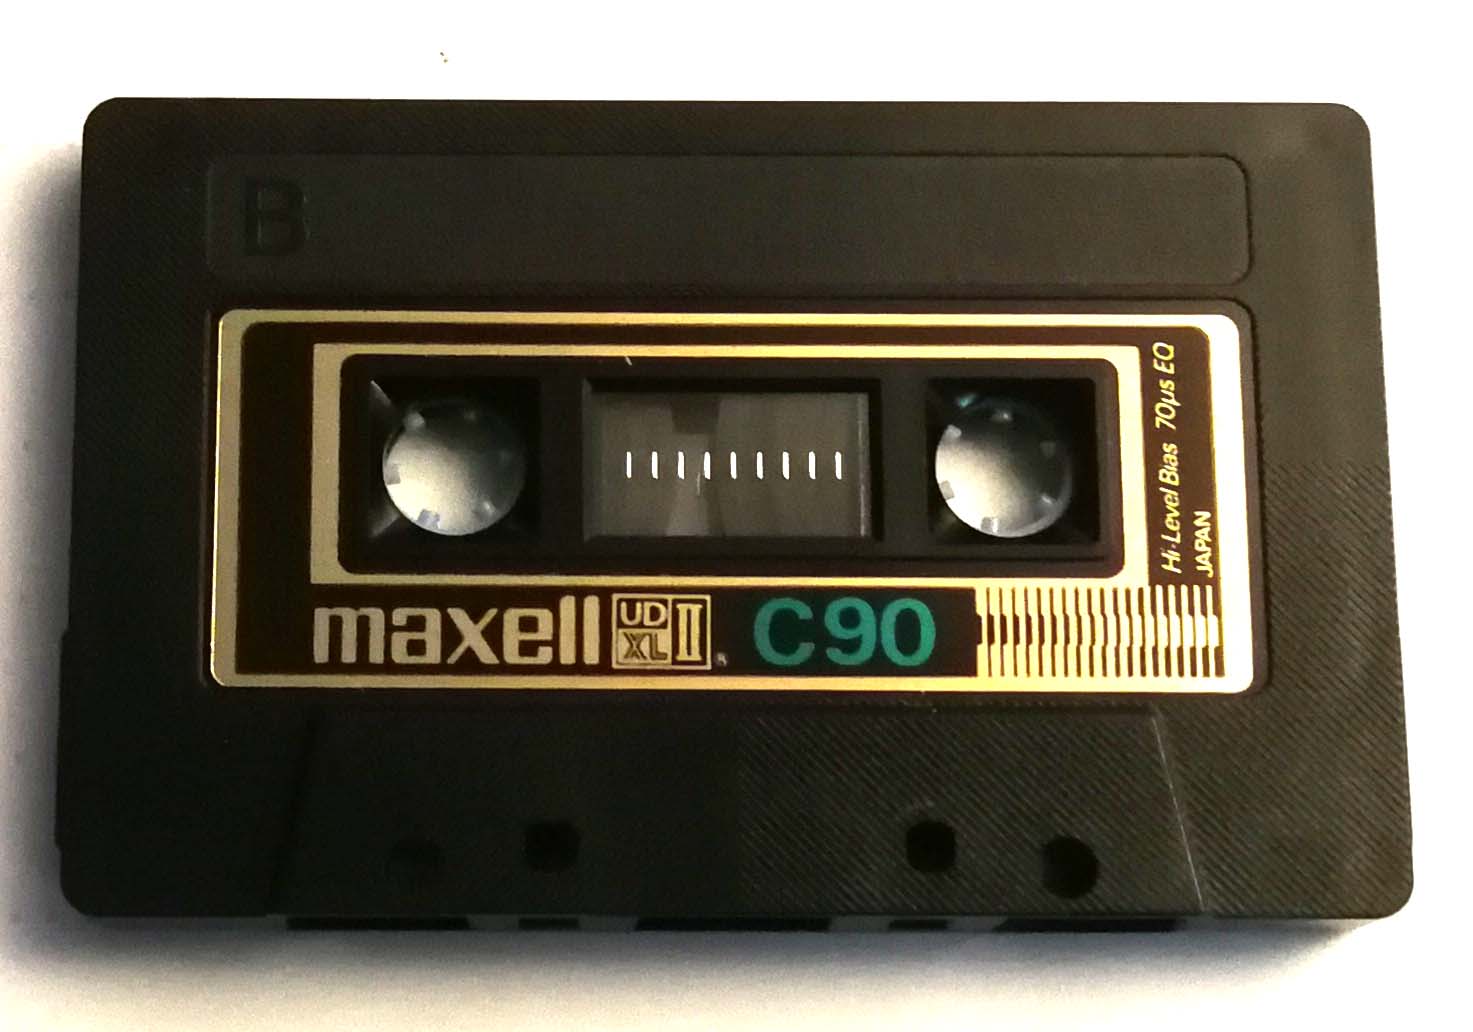 B
Hi-Level Bias 70µs EQ
JAPAN
maxell UD XL II ® C90